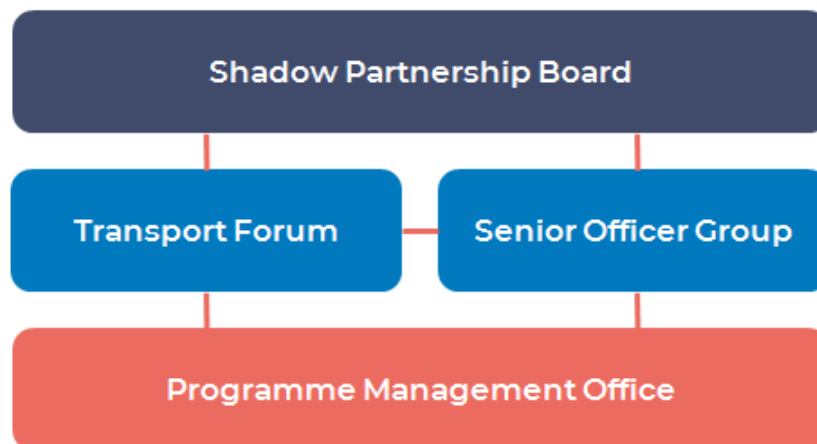 Shadow Partnership Board
Transport Forum
Senior Officer Group
Programme Management Office